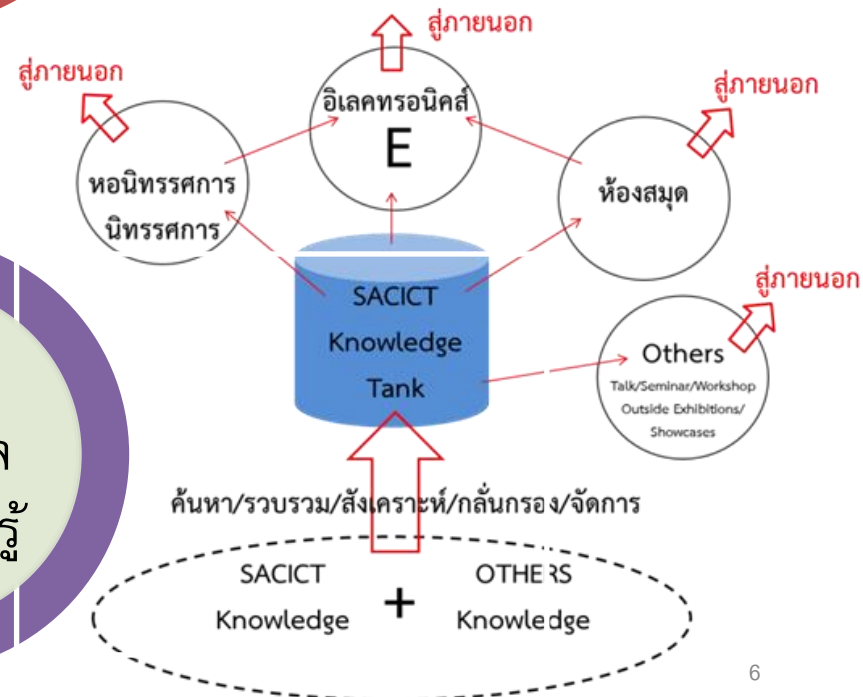 สู่ภายนอก
สู่ภายนอก
สู่ภายนอก
อิเลคทรอนิคส์
E
หอนิทรรศการ
นิทรรศการ
ห้องสมุด
สู่ภายนอก
SACICT
Knowledge
Tank
Others
Talk/Seminar/Workshop
Outside Exhibitions/
Showcases
ค้นหา/รวบรวม/สังเคราะห์/กลั่นกรอง/จัดการ
SACICT
Knowledge
+
OTHERS
Knowledge
6